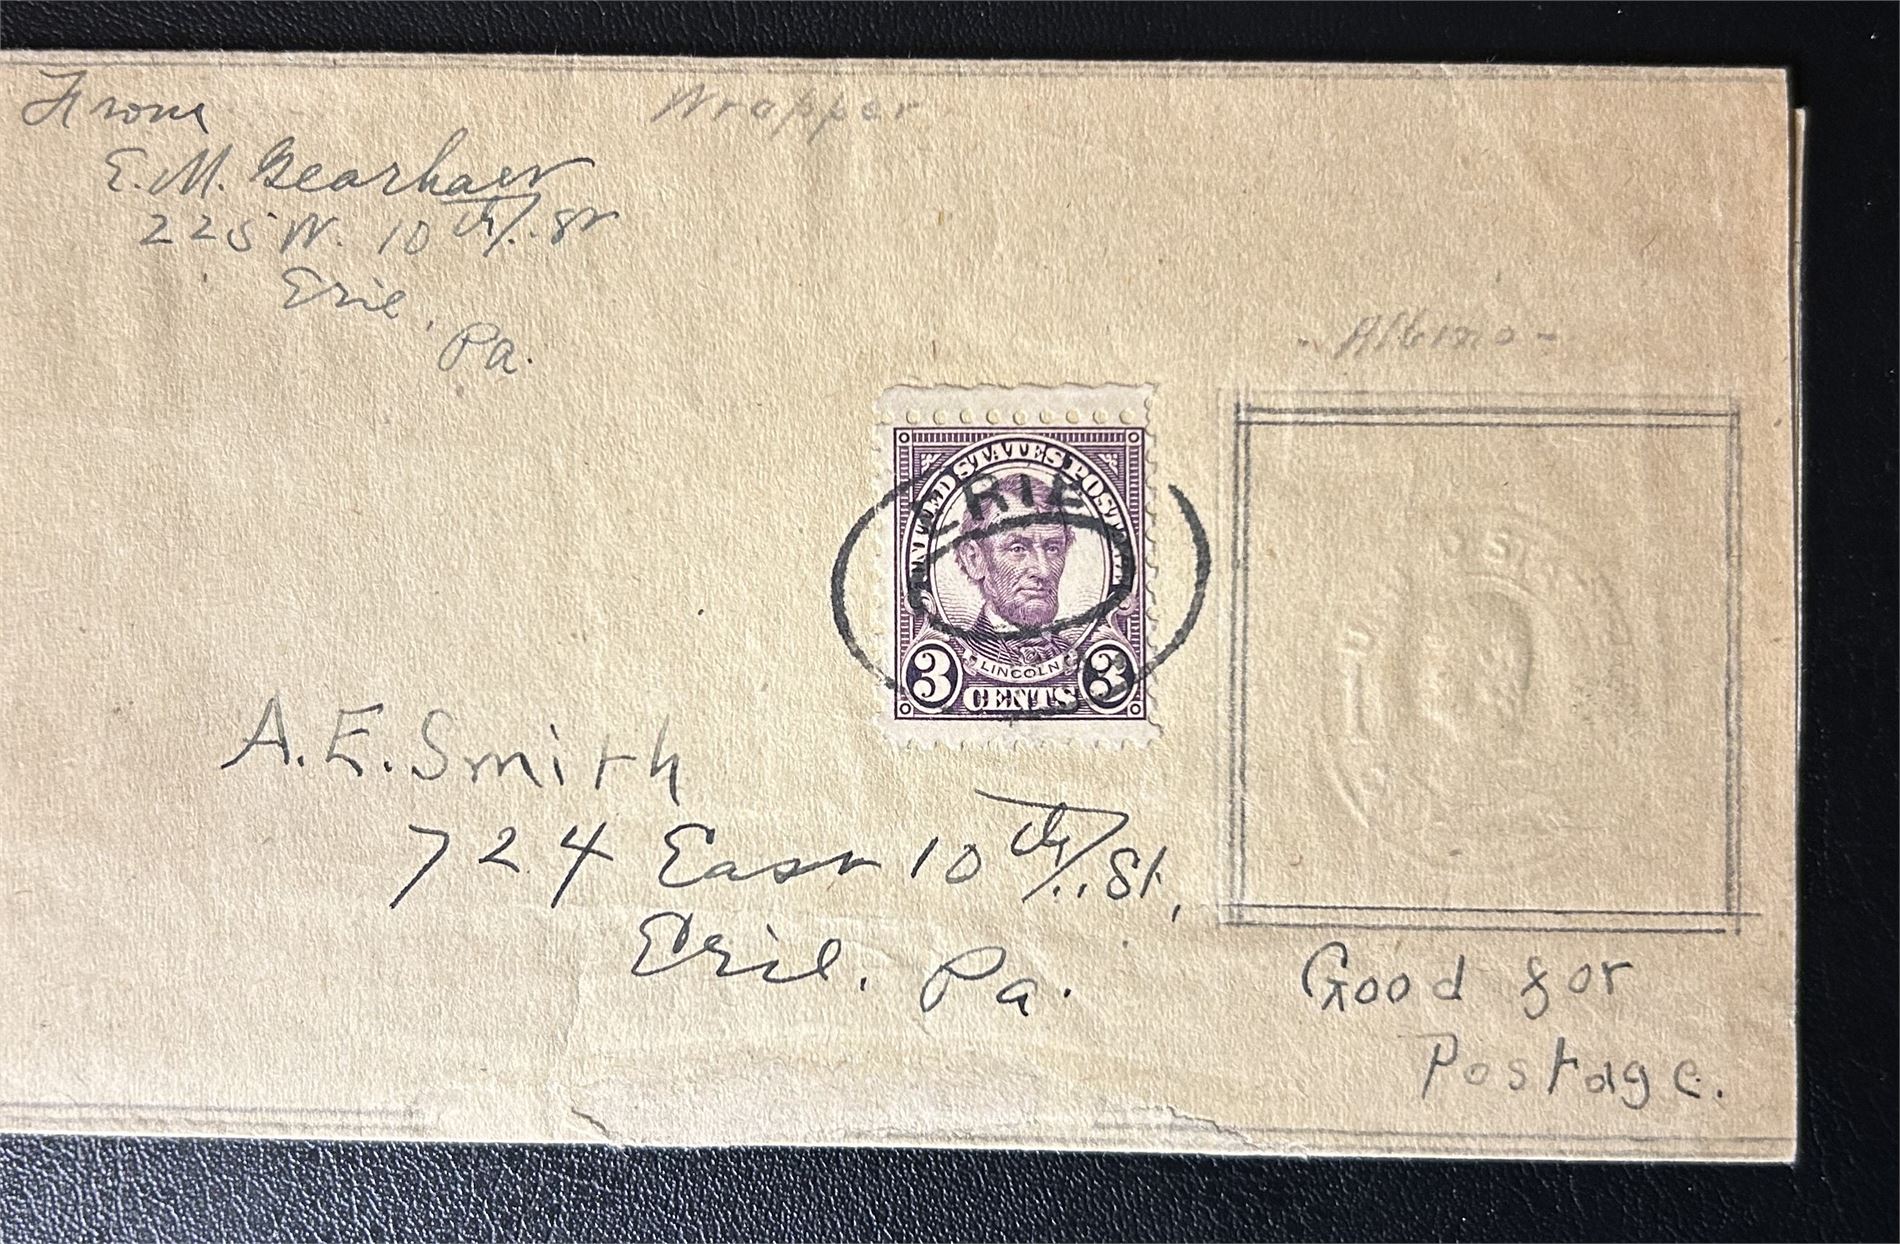 From
Wrapper
E. M. Gearhart
225 W. 10th. St
Erie,
Pa.
- Albino -
UNITED STATES POSTAGE
ERIE
LINCOLN
3 CENTS 3
A. E. Smith
724 East 10th.. St,
Erie. Pa.
Good for
Postage.